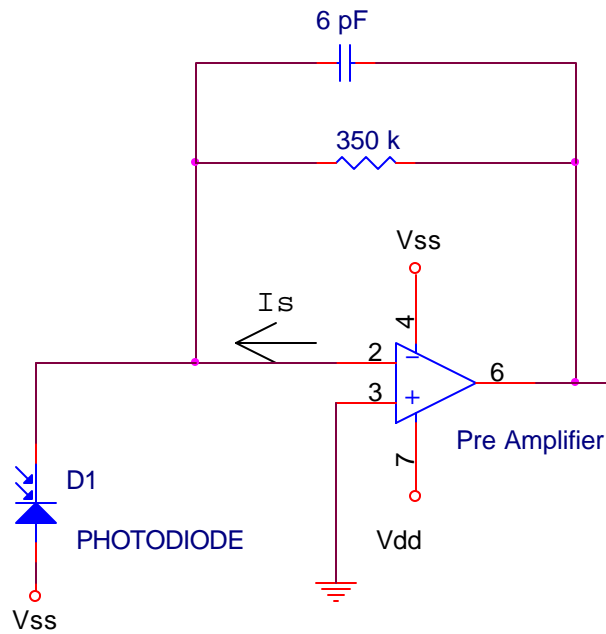 6 pF
350 k
Vss
4
Is
2
6
3
Pre Amplifier
7
D1
PHOTODIODE
Vdd
Vss